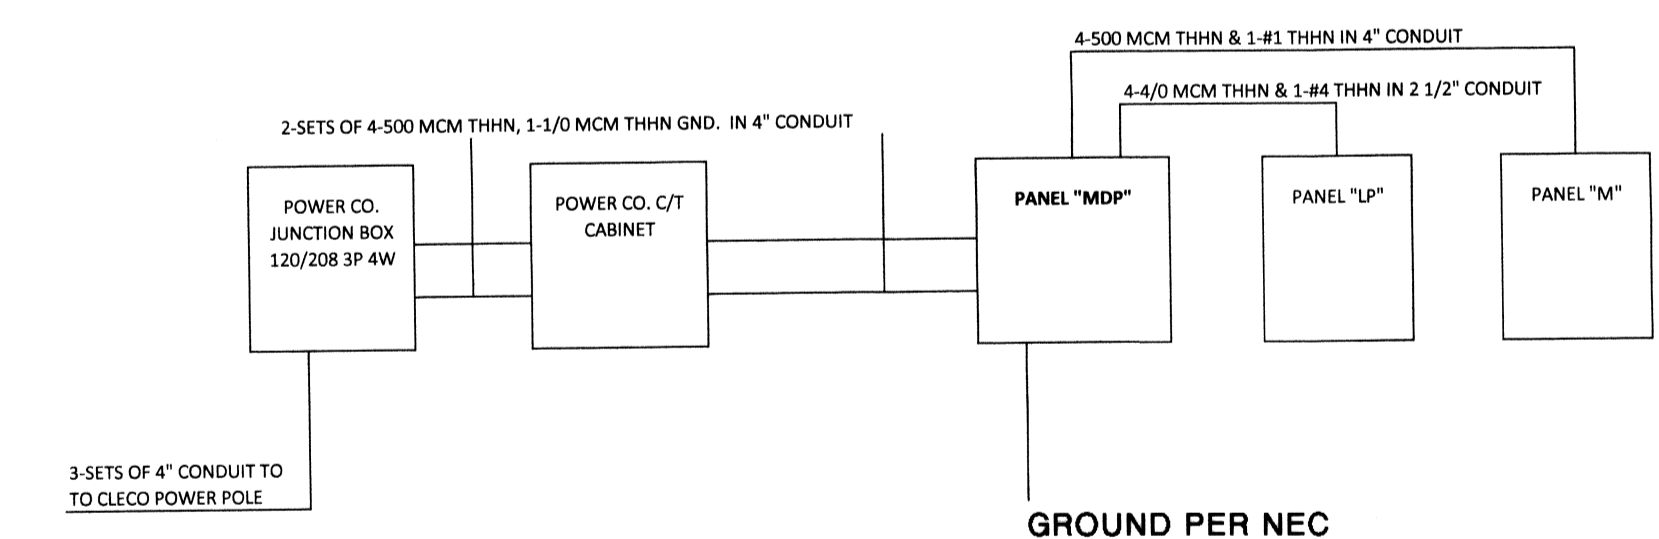 4-500 MCM THHN & 1-#1 THHN IN 4" CONDUIT
4-4/0 MCM THHN & 1-#4 THHN IN 2 1/2" CONDUIT
2-SETS OF 4-500 MCM THHN, 1-1/0 MCM THHN GND. IN 4" CONDUIT
POWER CO.
JUNCTION BOX
120/208 3P 4W
POWER CO. C/T
CABINET
PANEL "MDP"
PANEL "LP"
PANEL "M"
3-SETS OF 4" CONDUIT TO
TO CLECO POWER POLE
GROUND PER NEC